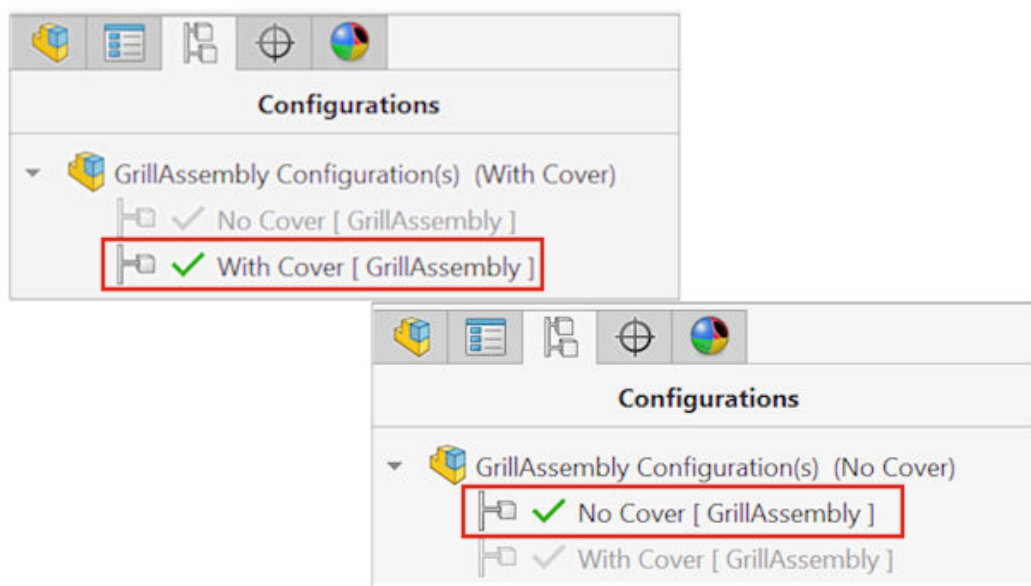 Configurations
GrillAssembly Configuration(s) (With Cover)
No Cover [ GrillAssembly ]
With Cover [ GrillAssembly ]
Configurations
GrillAssembly Configuration(s) (No Cover)
No Cover [ GrillAssembly ]
With Cover [ GrillAssembly ]